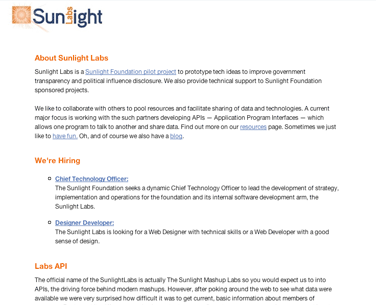 Sunlight
Labs
About Sunlight Labs
Sunlight Labs is a Sunlight Foundation pilot project to prototype tech ideas to improve government
transparency and political influence disclosure. We also provide technical support to Sunlight Foundation
sponsored projects.
We like to collaborate with others to pool resources and facilitate sharing of data and technologies. A current
major focus is working with the such partners developing APIs — Application Program Interfaces — which
allows one program to talk to another and share data. Find out more on our resources page. Sometimes we just
like to have fun. Oh, and of course we also have a blog.
We're Hiring
Chief Technology Officer:
The Sunlight Foundation seeks a dynamic Chief Technology Officer to lead the development of strategy,
implementation and operations for the foundation and its internal software development arm, the
Sunlight Labs.
Designer Developer:
The Sunlight Labs is looking for a Web Designer with technical skills or a Web Developer with a good
sense of design.
Labs API
The official name of the SunlightLabs is actually The Sunlight Mashup Labs so you would expect us to into
APIs, the driving force behind modern mashups. However, after poking around the web to see what data were
available we were very surprised how difficult it was to get current, basic information about members of